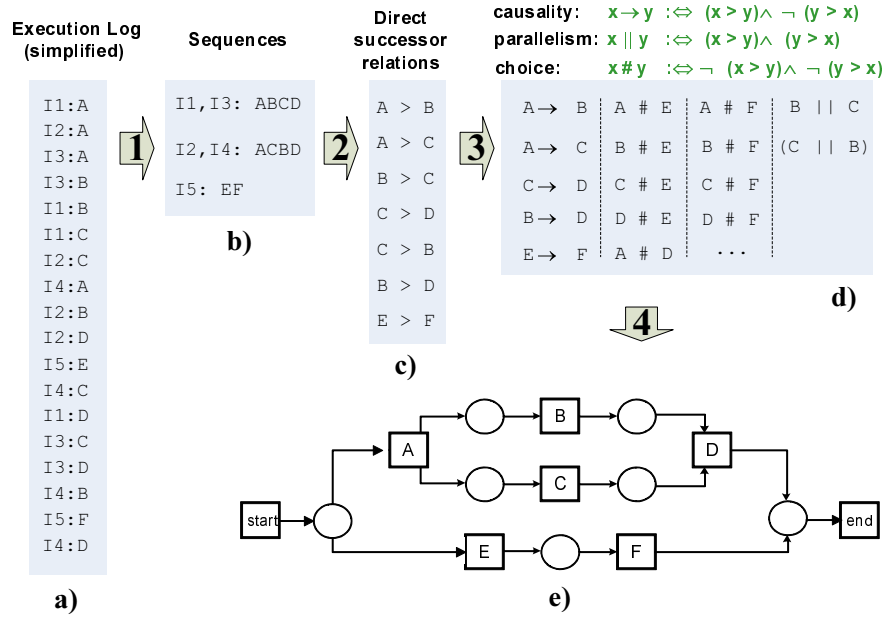 Execution Log
(simplified)
I1:A
I2:A
I3:A
I3:B
I1:B
I1:C
I2:C
I4:A
I2:B
I2:D
I5:E
I4:C
I1:D
I3:C
I3:D
I4:B
I5:F
I4:D
a)
1
Sequences
I1,I3: ABCD
I2,I4: ACBD
I5: EF
b)
2
Direct
successor
relations
A > B
A > C
B > C
C > D
C > B
B > D
E > F
c)
3
causality: x → y :⇔ (x > y) ∧ ¬ (y > x)
parallelism: x || y :⇔ (x > y) ∧ (y > x)
choice: x # y :⇔ ¬ (x > y) ∧ ¬ (y > x)
A → B A # E A # F B || C
A → C B # E B # F (C || B)
C → D C # E C # F
B → D D # E D # F
E → F A # D ...
d)
4
B
A D
C
start end
E F
e)